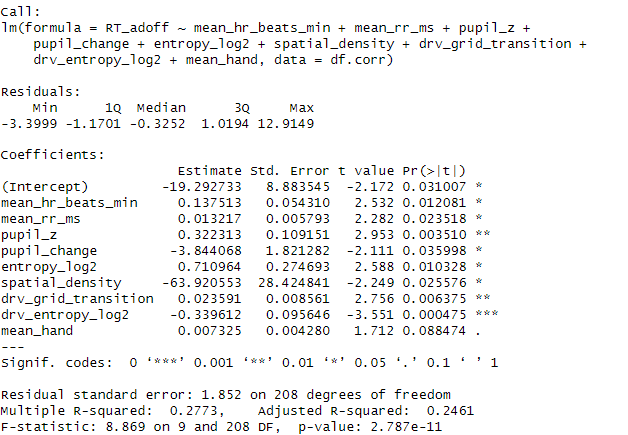 Call:
lm(formula = RT_adoff ~ mean_hr_beats_min + mean_rr_ms + pupil_z +
    pupil_change + entropy_log2 + spatial_density + drv_grid_transition +
    drv_entropy_log2 + mean_hand, data = df.corr)

Residuals:
    Min      1Q  Median      3Q     Max
-3.3999 -1.1701 -0.3252  1.0194 12.9149

Coefficients:
                      Estimate Std. Error t value Pr(>|t|)
(Intercept)         -19.292733   8.883545  -2.172 0.031007 *
mean_hr_beats_min     0.137513   0.054310   2.532 0.012081 *
mean_rr_ms            0.013217   0.005793   2.282 0.023518 *
pupil_z               0.322313   0.109151   2.953 0.003510 **
pupil_change         -3.844068   1.821282  -2.111 0.035998 *
entropy_log2          0.710964   0.274693   2.588 0.010328 *
spatial_density     -63.920553  28.424841  -2.249 0.025576 *
drv_grid_transition   0.023591   0.008561   2.756 0.006375 **
drv_entropy_log2     -0.339612   0.095646  -3.551 0.000475 ***
mean_hand             0.007325   0.004280   1.712 0.088474 .
---
Signif. codes:  0 ‘***’ 0.001 ‘**’ 0.01 ‘*’ 0.05 ‘.’ 0.1 ‘ ’ 1

Residual standard error: 1.852 on 208 degrees of freedom
Multiple R-squared:  0.2773,    Adjusted R-squared:  0.2461
F-statistic: 8.869 on 9 and 208 DF,  p-value: 2.787e-11